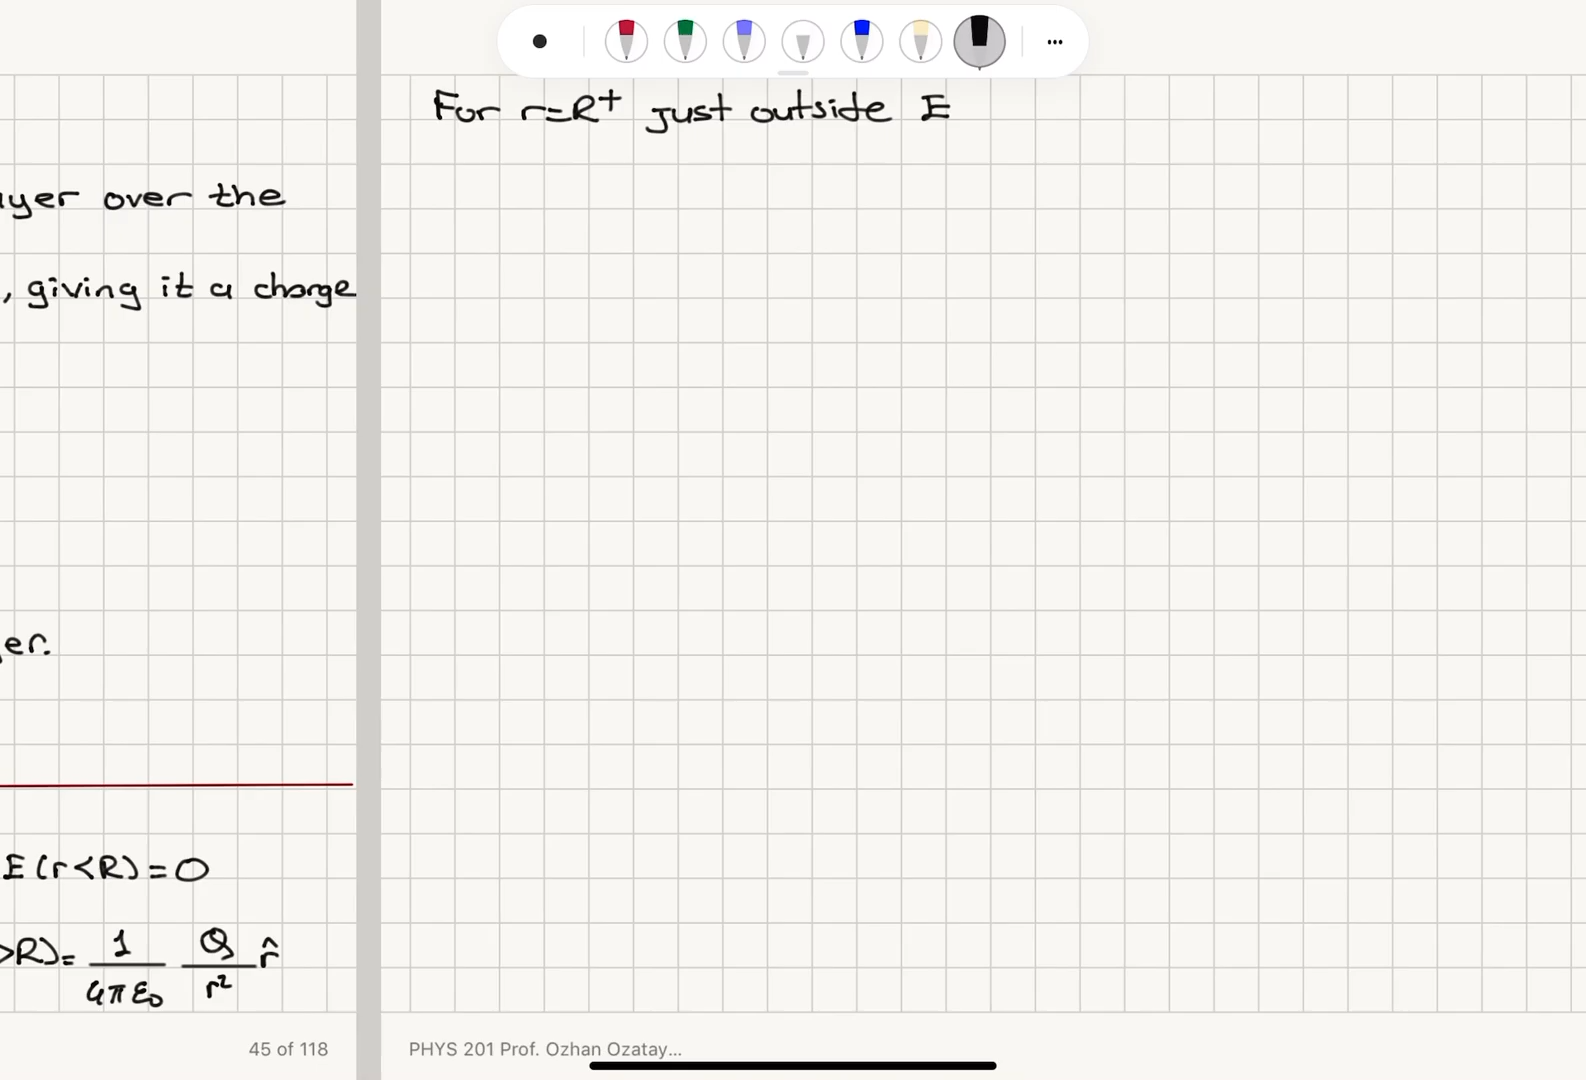 ayer over the
, giving it a charge
er.
E(r<R)=0
>R)= 1/4πε₀ Q/r² r̂
45 of 118
For r=R⁺ just outside E
PHYS 201 Prof. Ozhan Ozatay...